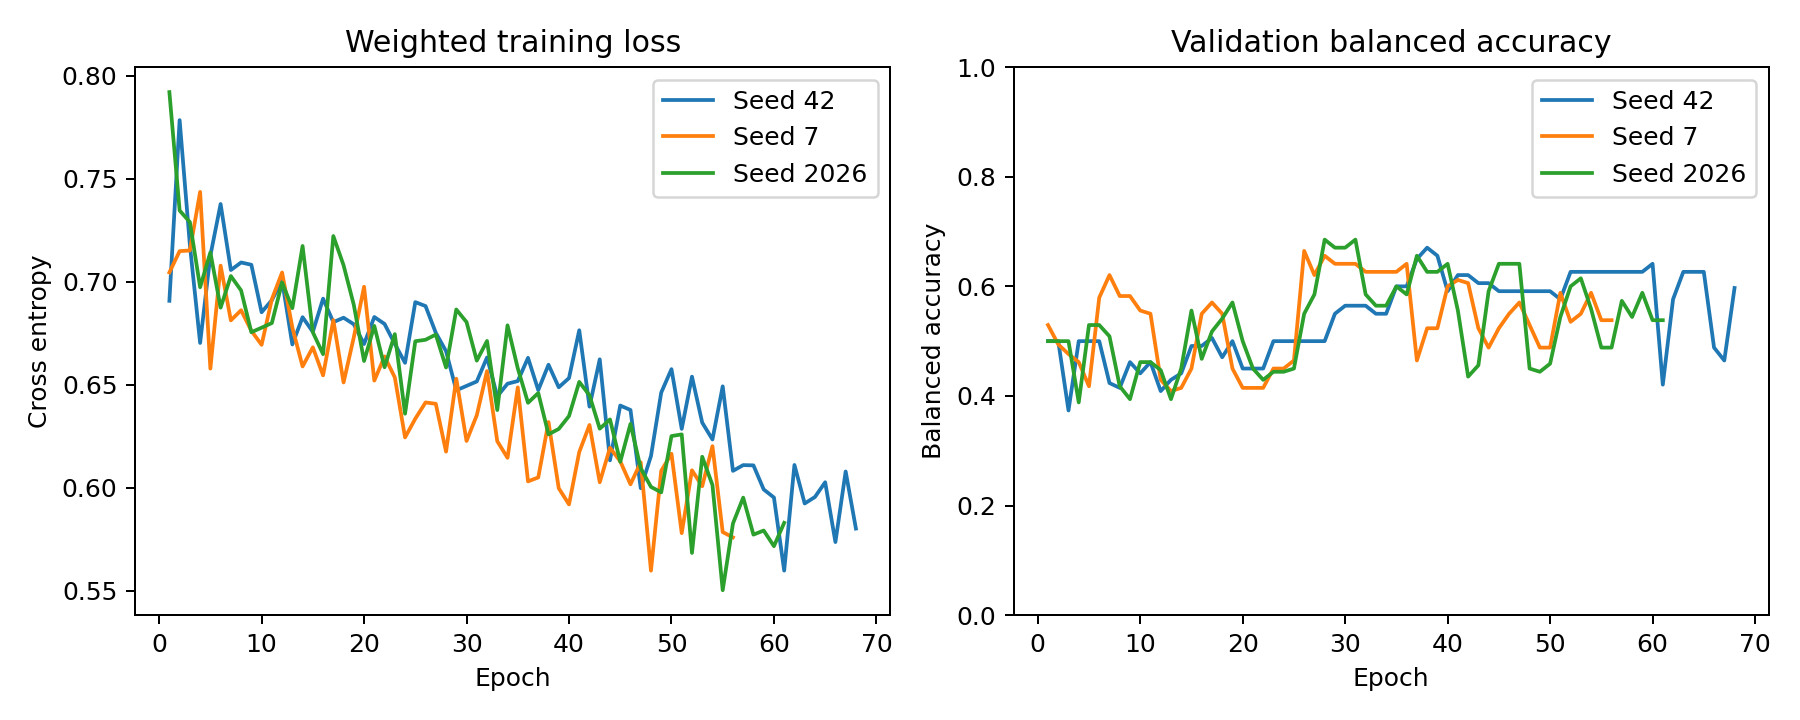 Weighted training loss
Cross entropy
0.80
0.75
0.70
0.65
0.60
0.55
0 10 20 30 40 50 60 70
Epoch
Seed 42
Seed 7
Seed 2026
Validation balanced accuracy
Balanced accuracy
1.0
0.8
0.6
0.4
0.2
0.0
0 10 20 30 40 50 60 70
Epoch
Seed 42
Seed 7
Seed 2026